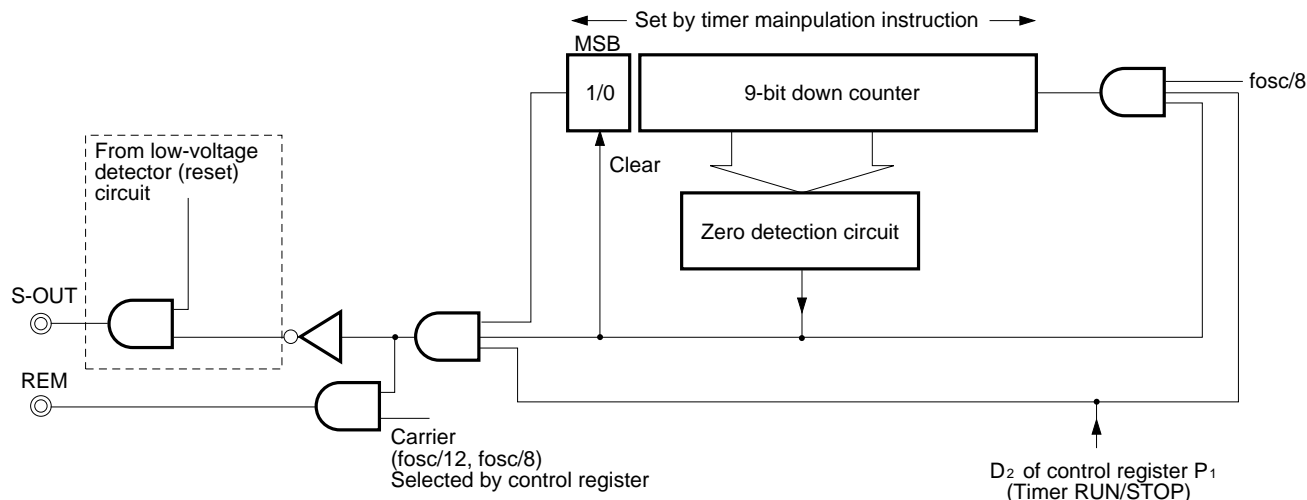 Set by timer mainpulation instruction
MSB
1/0
9-bit down counter
fosc/8
From low-voltage
detector (reset)
circuit
Clear
Zero detection circuit
S-OUT
REM
Carrier
(fosc/12, fosc/8)
Selected by control register
D₂ of control register P₁
(Timer RUN/STOP)